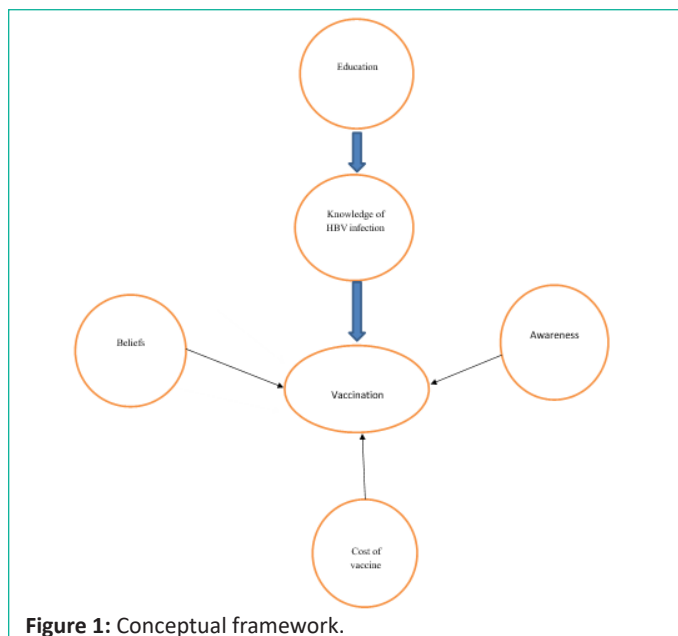 Education
Knowledge of
HBV infection
Beliefs
Awareness
Vaccination
Cost of
vaccine
Figure 1: Conceptual framework.